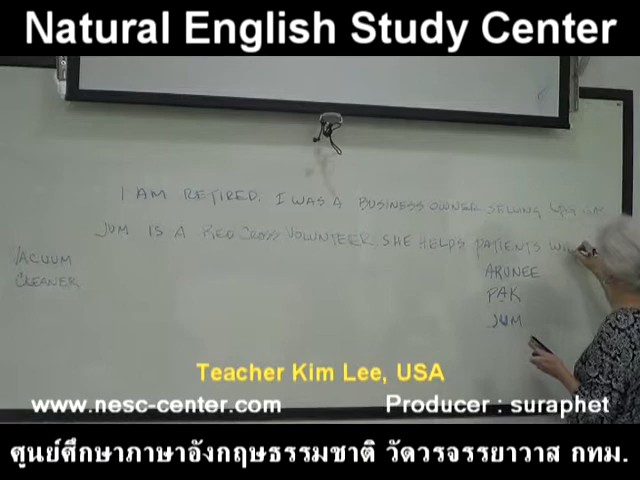 Natural English Study Center
I AM RETIRED. I WAS A BUSINESS OWNER SELLING
JUM IS A RED CROSS VOLUNTEER. SHE HELPS PATIENTS
VACUUM
CLEANER
ARUNEE
PAK
JUM
Teacher Kim Lee, USA
www.nesc-center.com Producer : suraphet
ศูนย์ศึกษาภาษาอังกฤษธรรมชาติ วัดวรจรรยาวาส กทม.